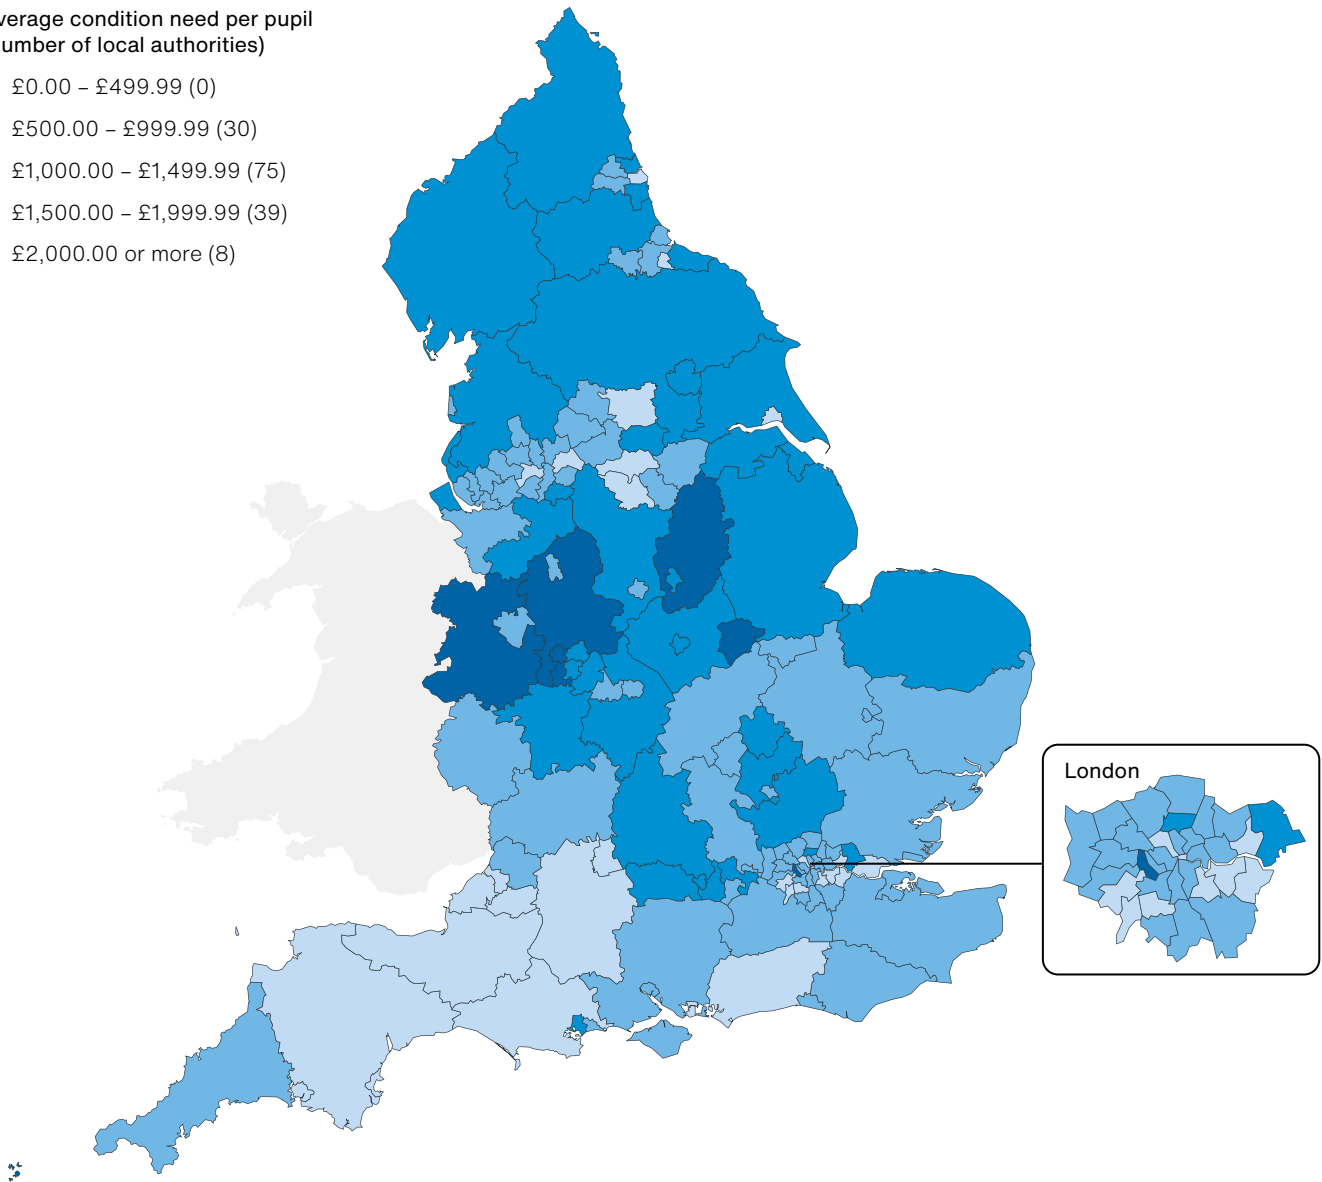 verage condition need per pupil
umber of local authorities)
£0.00 – £499.99 (0)
£500.00 – £999.99 (30)
£1,000.00 – £1,499.99 (75)
£1,500.00 – £1,999.99 (39)
£2,000.00 or more (8)
London